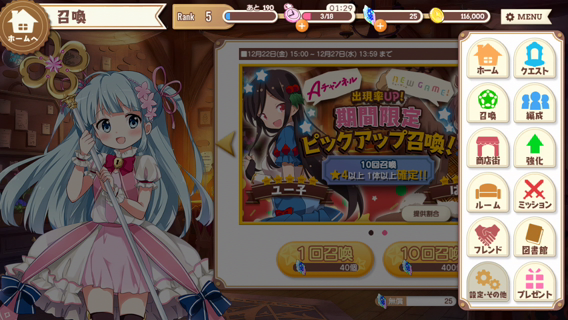 召喚
ホームへ
Rank 5
あと 190
3/18
01:29
25
116,000
MENU
■12月22日(金) 15:00 ~ 12月27日(水) 13:59 まで
Aチャンネル
NEW GAME!
出現率UP!
期間限定
ピックアップ召喚!
10回召喚
★4以上 1体以上確定!!
ユー子
提供割合
1回召喚
40個
10回召喚
400
無償 25
ホーム
クエスト
召喚
編成
商店街
強化
ルーム
ミッション
フレンド
図書館
設定・その他
プレゼント